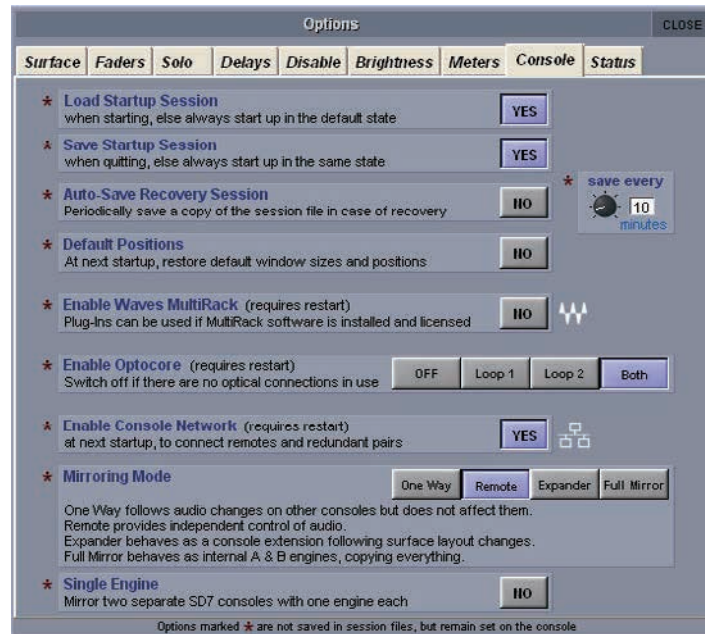 Options
CLOSE
Surface Faders Solo Delays Disable Brightness Meters Console Status
* Load Startup Session
when starting, else always start up in the default state
YES
* Save Startup Session
when quitting, else always start up in the same state
YES
* Auto-Save Recovery Session
Periodically save a copy of the session file in case of recovery
NO
* save every
10
minutes
* Default Positions
At next startup, restore default window sizes and positions
NO
* Enable Waves MultiRack (requires restart)
Plug-Ins can be used if MultiRack software is installed and licensed
NO
* Enable Optocore (requires restart)
Switch off if there are no optical connections in use
OFF Loop 1 Loop 2 Both
* Enable Console Network (requires restart)
at next startup, to connect remotes and redundant pairs
YES
* Mirroring Mode
One Way Remote Expander Full Mirror
One Way follows audio changes on other consoles but does not affect them.
Remote provides independent control of audio.
Expander behaves as a console extension following surface layout changes.
Full Mirror behaves as internal A & B engines, copying everything.
* Single Engine
Mirror two separate SD7 consoles with one engine each
NO
Options marked * are not saved in session files, but remain set on the console